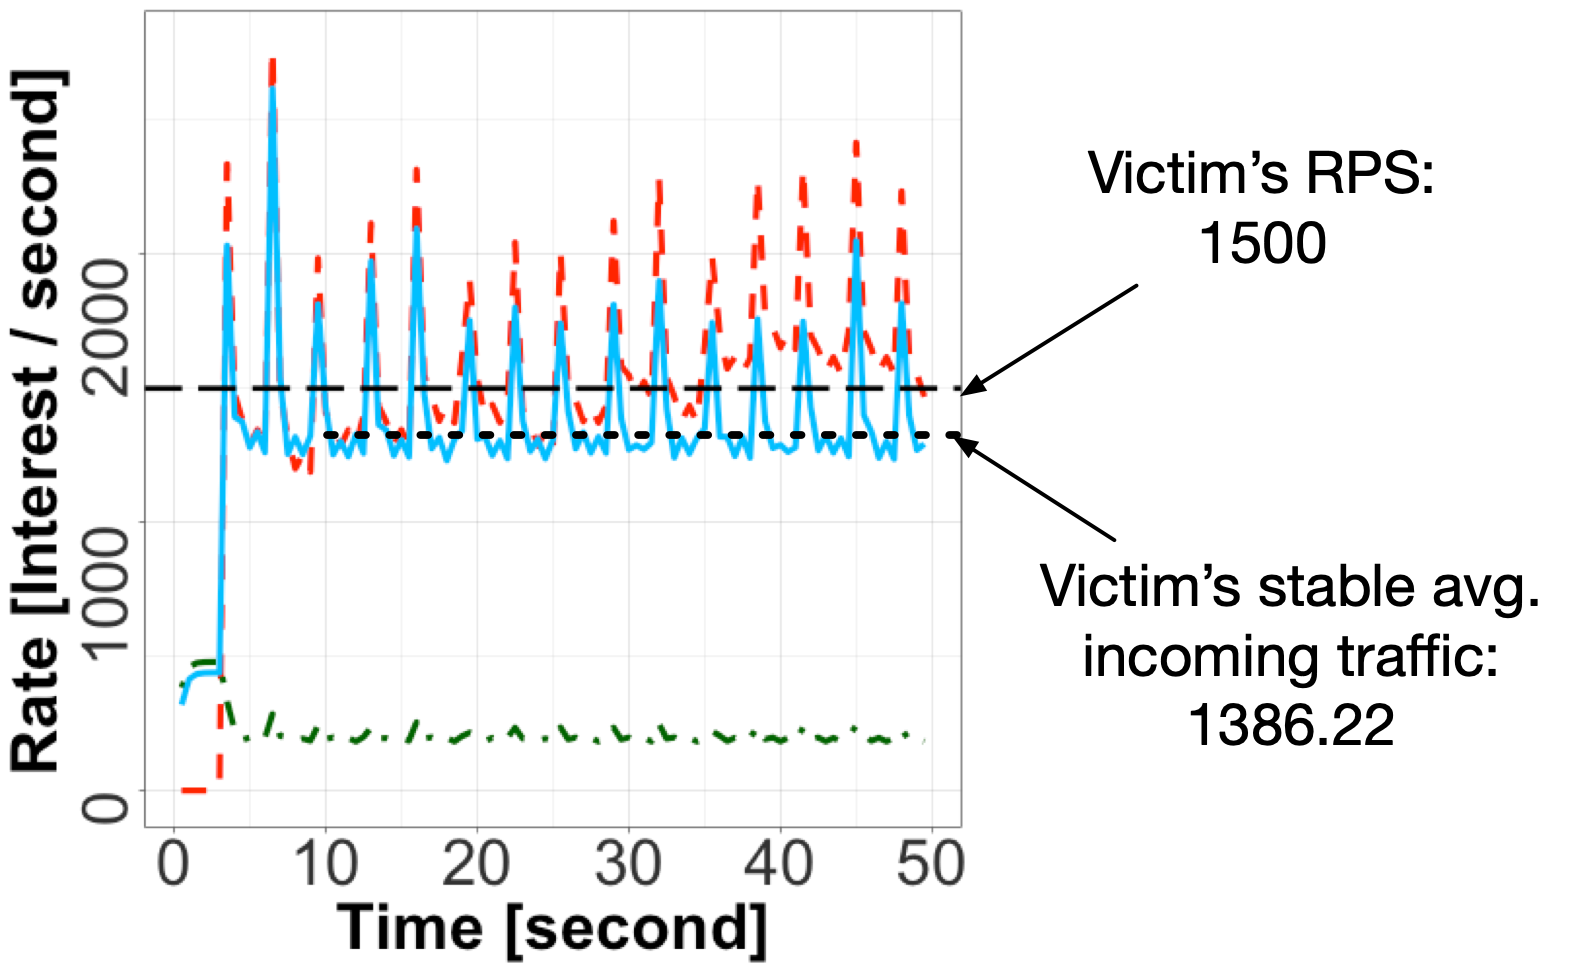 Rate [Interest / second]
2000
1000
0
0 10 20 30 40 50
Time [second]
Victim’s RPS:
1500
Victim’s stable avg.
incoming traffic:
1386.22